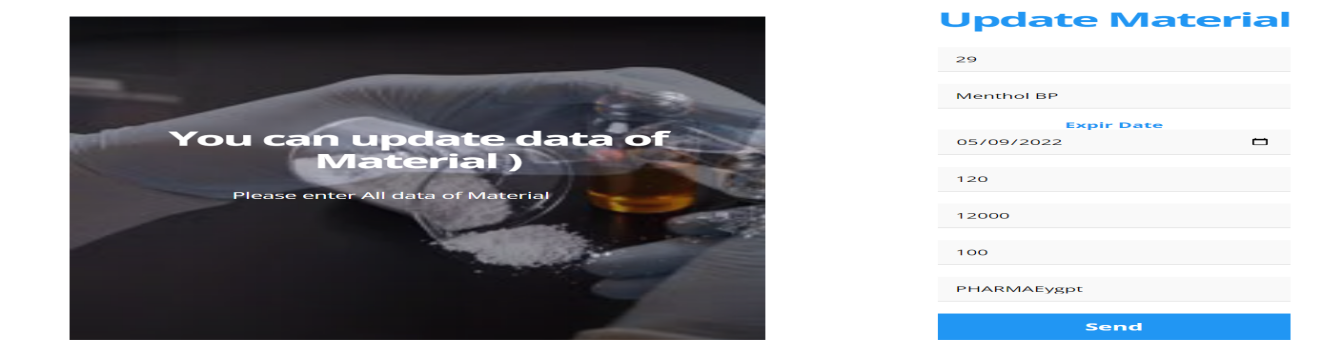 You can update data of
Material )
Please enter All data of Material
Update Material
29
Menthol BP
Expir Date
05/09/2022
120
12000
100
PHARMAEygpt
Send